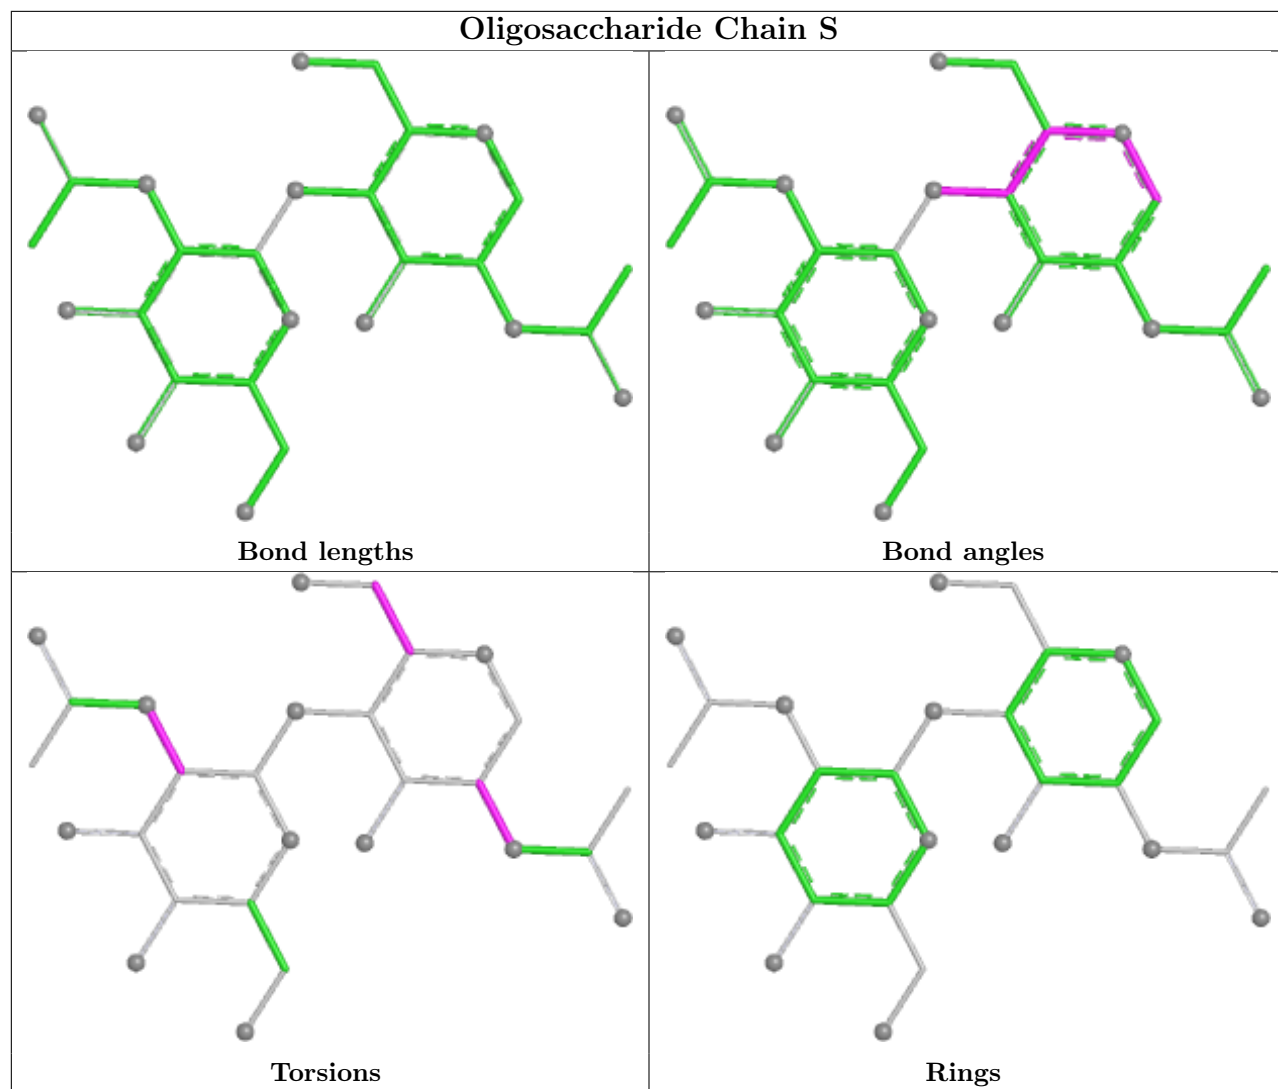 Oligosaccharide Chain S
Bond lengths
Bond angles
Torsions
Rings